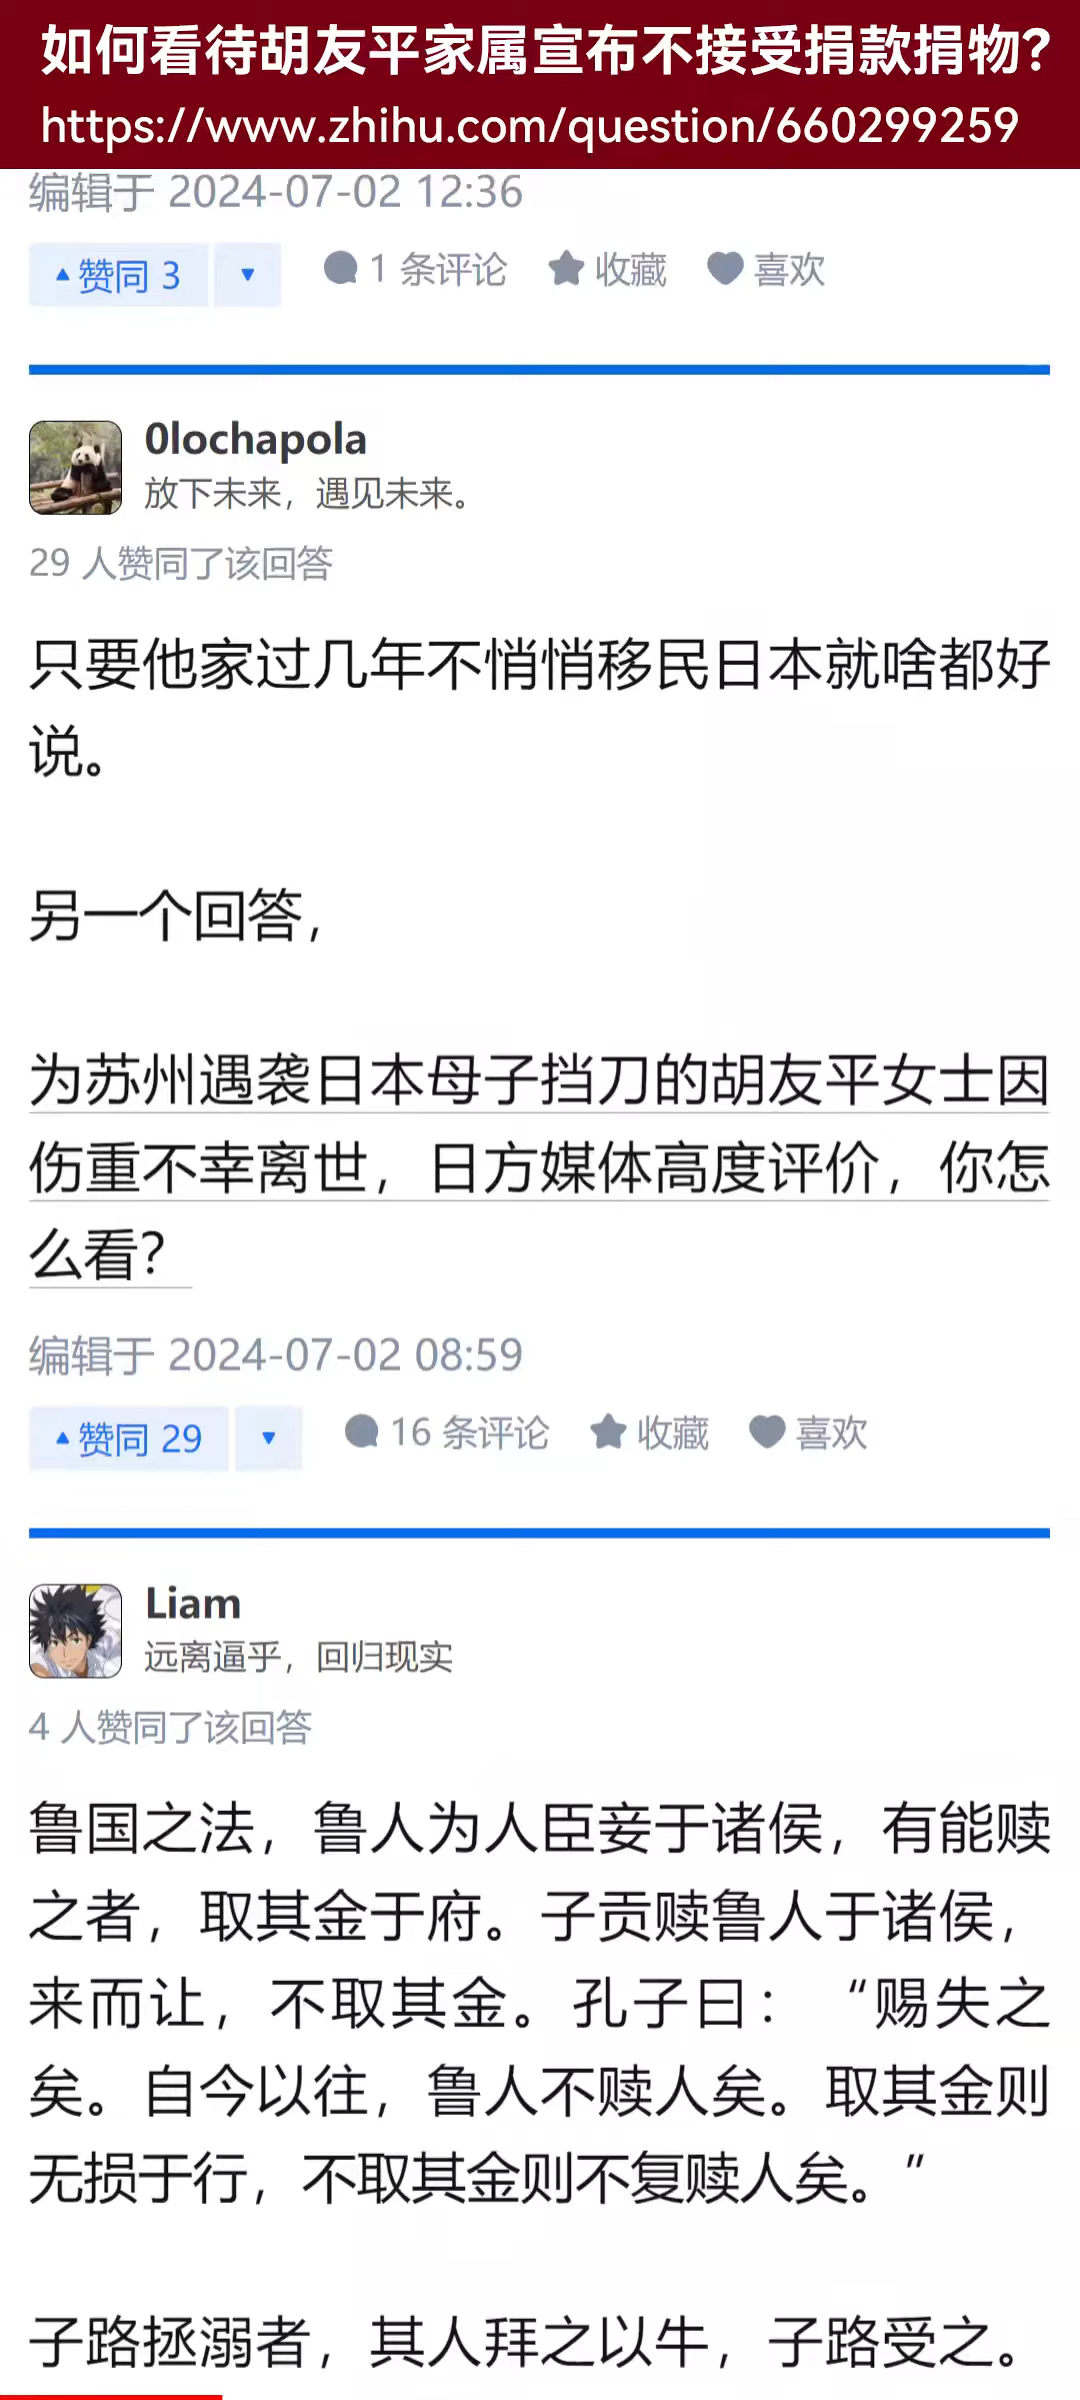 如何看待胡友平家属宣布不接受捐款捐物?
https://www.zhihu.com/question/660299259
编辑于 2024-07-02 12:36
赞同 3 1 条评论 收藏 喜欢
0lochapola
放下未来，遇见未来。
29 人赞同了该回答
只要他家过几年不悄悄移民日本就啥都好
说。
另一个回答，
为苏州遇袭日本母子挡刀的胡友平女士因
伤重不幸离世，日方媒体高度评价，你怎
么看？
编辑于 2024-07-02 08:59
赞同 29 16 条评论 收藏 喜欢
Liam
远离逼乎，回归现实
4 人赞同了该回答
鲁国之法，鲁人为人臣妾于诸侯，有能赎
之者，取其金于府。子贡赎鲁人于诸侯，
来而让，不取其金。孔子曰：“赐失之
矣。自今以往，鲁人不赎人矣。取其金则
无损于行，不取其金则不复赎人矣。”
子路拯溺者，其人拜之以牛，子路受之。